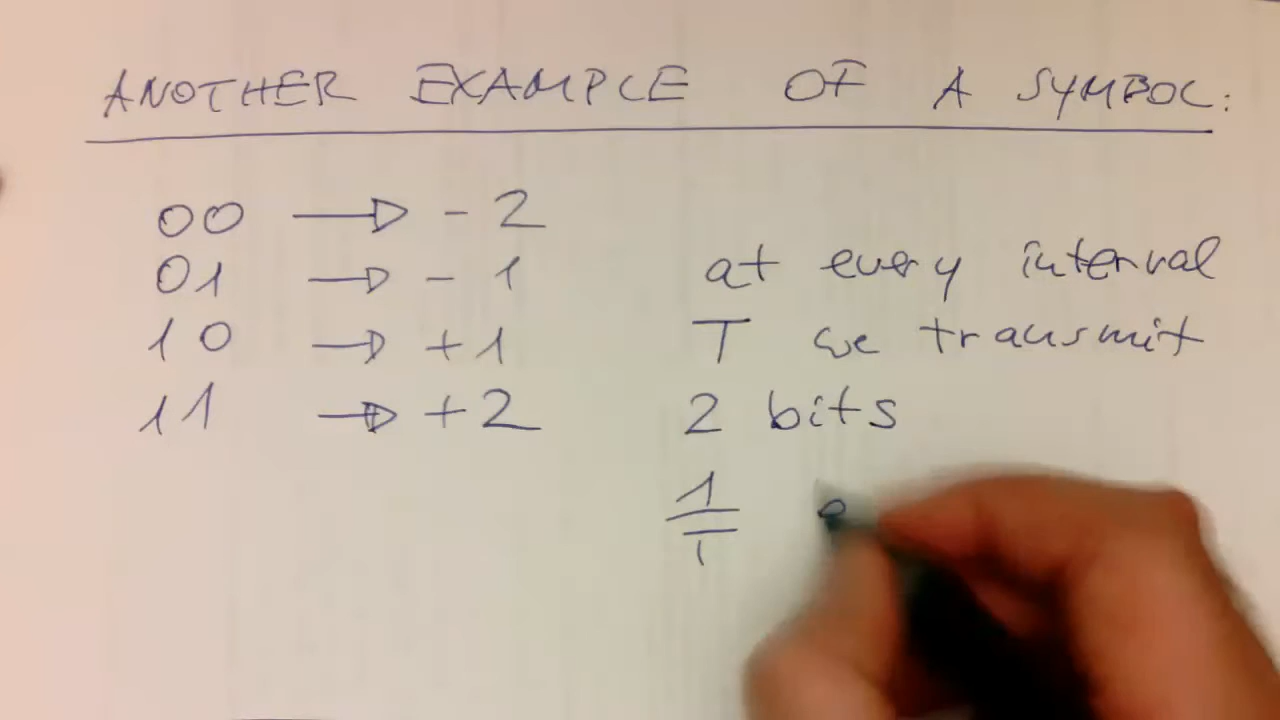 ANOTHER EXAMPLE OF A SYMBOL:
00 → -2
01 → -1
10 → +1
11 → +2
at every interval
T we transmit
2 bits
1/T